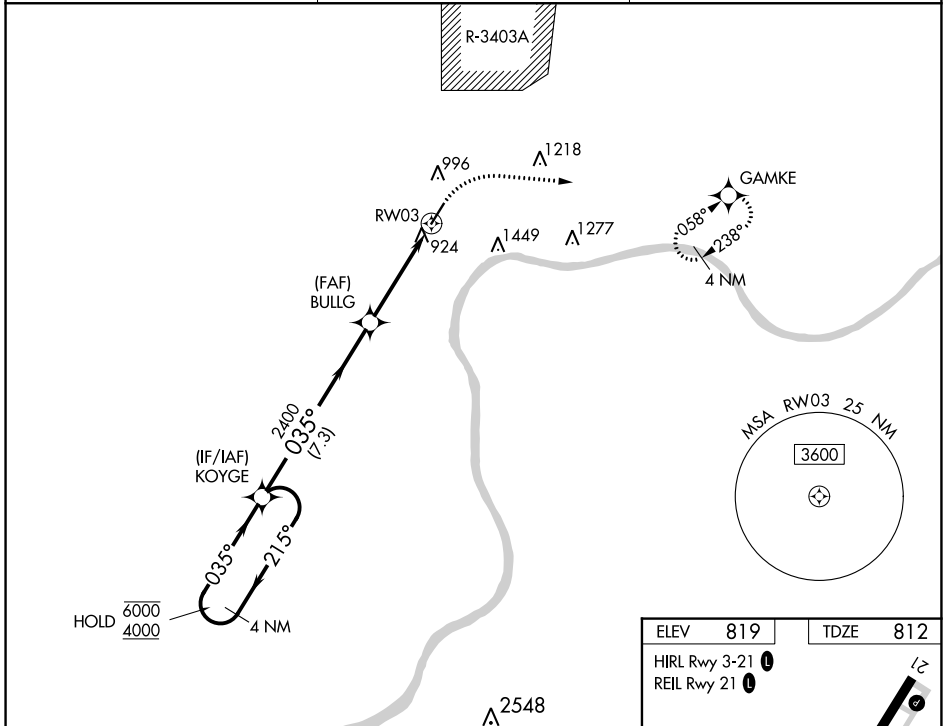 R-3403A
996
1218
GAMKE
RW03
058°
238°
924
1449
1277
4 NM
(FAF)
BULLG
2400
035°
(7.3)
MSA RW03 25 NM
3600
(IF/IAF)
KOYGE
035°
215°
HOLD 6000
4000
4 NM
ELEV 819
TDZE 812
HIRL Rwy 3-21 L
REIL Rwy 21 L
21
P
2548